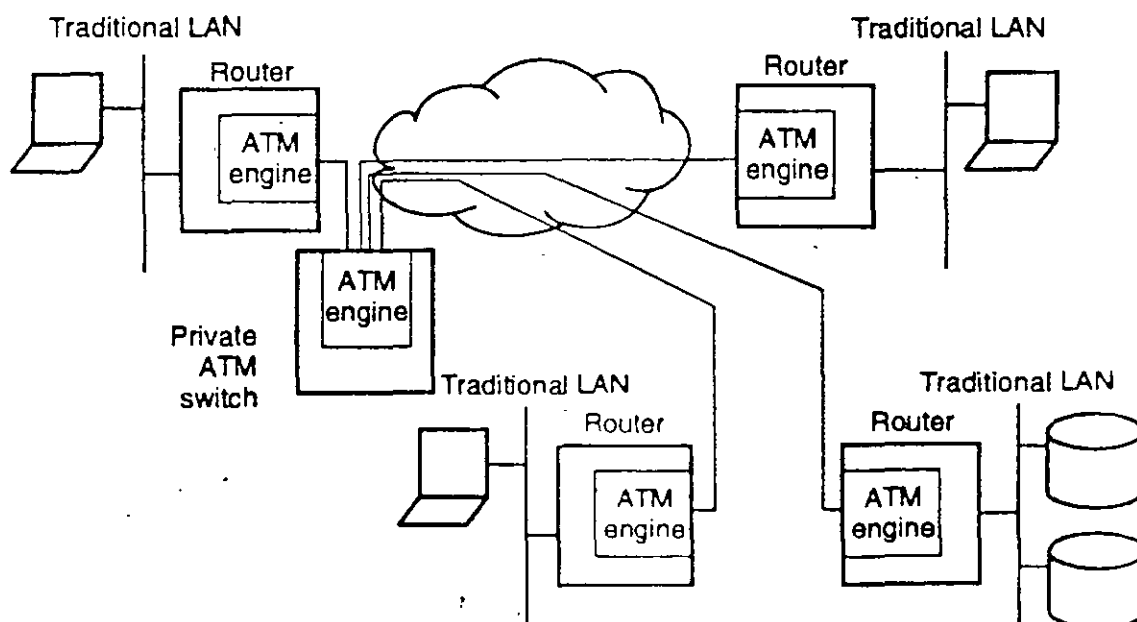 Traditional LAN
Router
ATM
engine
Traditional LAN
Router
ATM
engine
ATM
engine
Private
ATM
switch
Traditional LAN
Router
ATM
engine
Traditional LAN
Router
ATM
engine